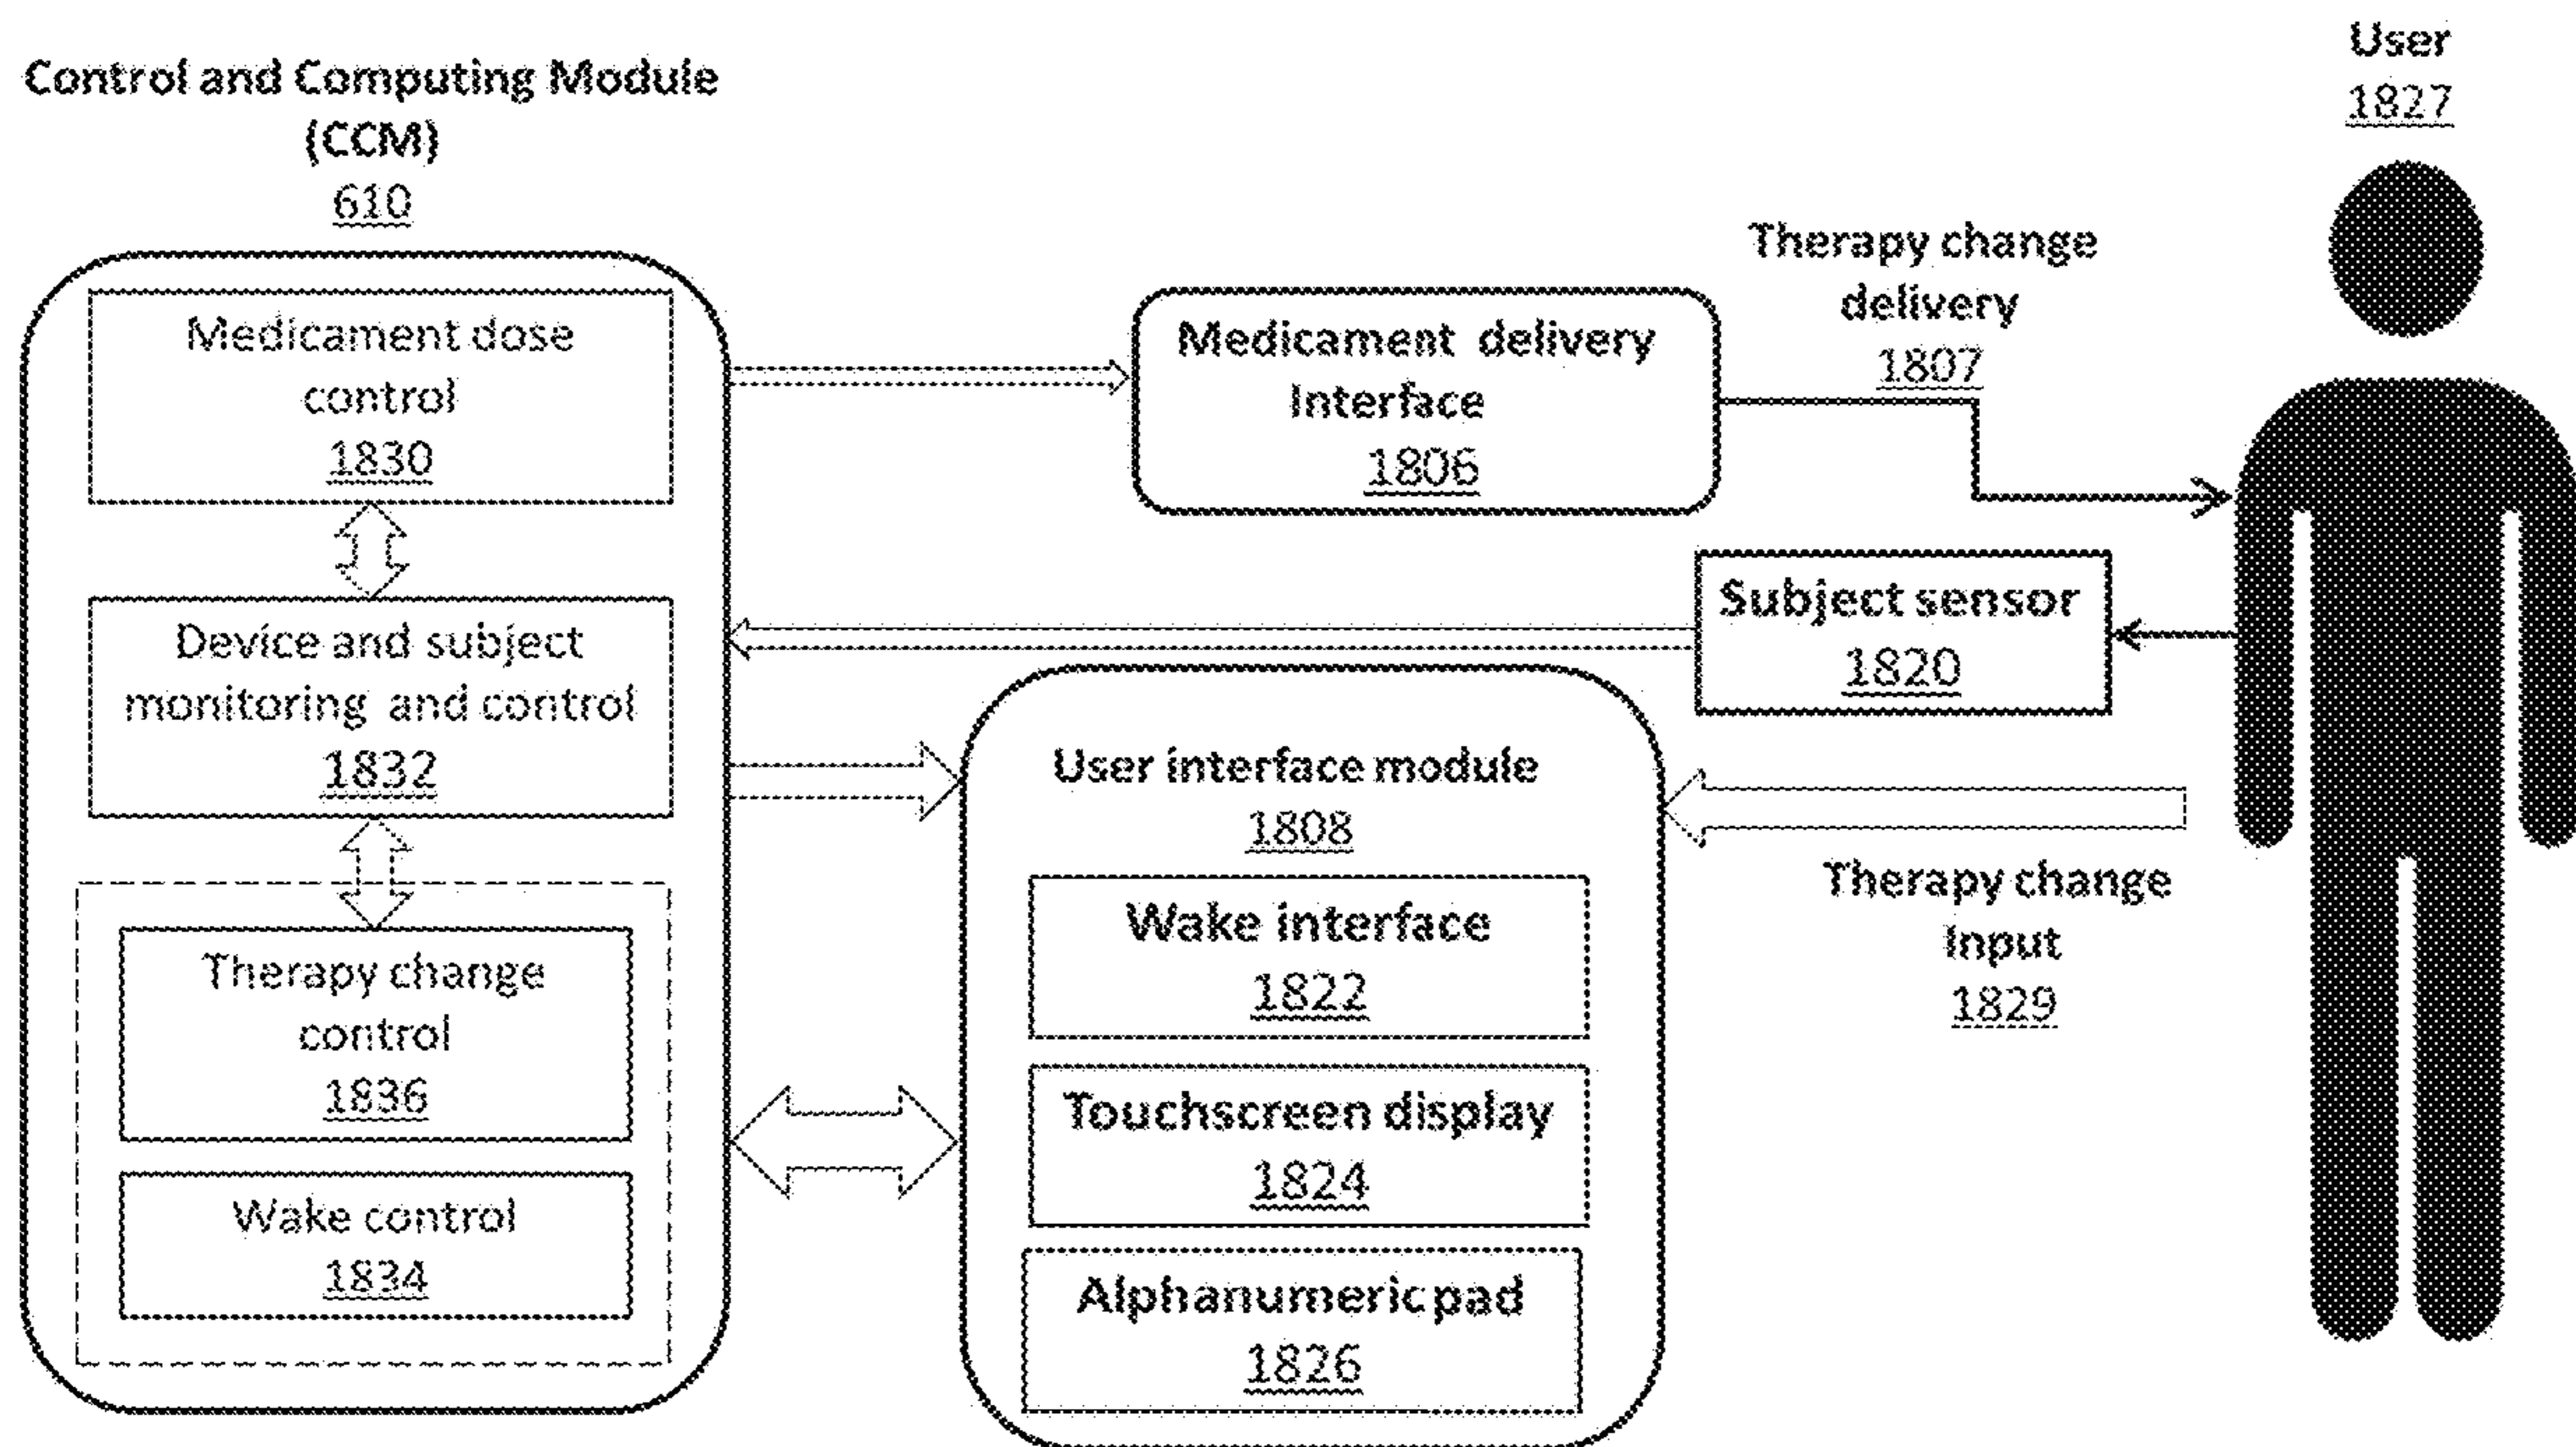 Control and Computing Module
(CCM)
610
Medicament dose
control
1830
Device and subject
monitoring and control
1832
Therapy change
control
1836
Wake control
1834
Medicament delivery
Interface
1806
Therapy change
delivery
1807
User
1827
Subject sensor
1820
User interface module
1808
Wake interface
1822
Touchscreen display
1824
Alphanumeric pad
1826
Therapy change
Input
1829